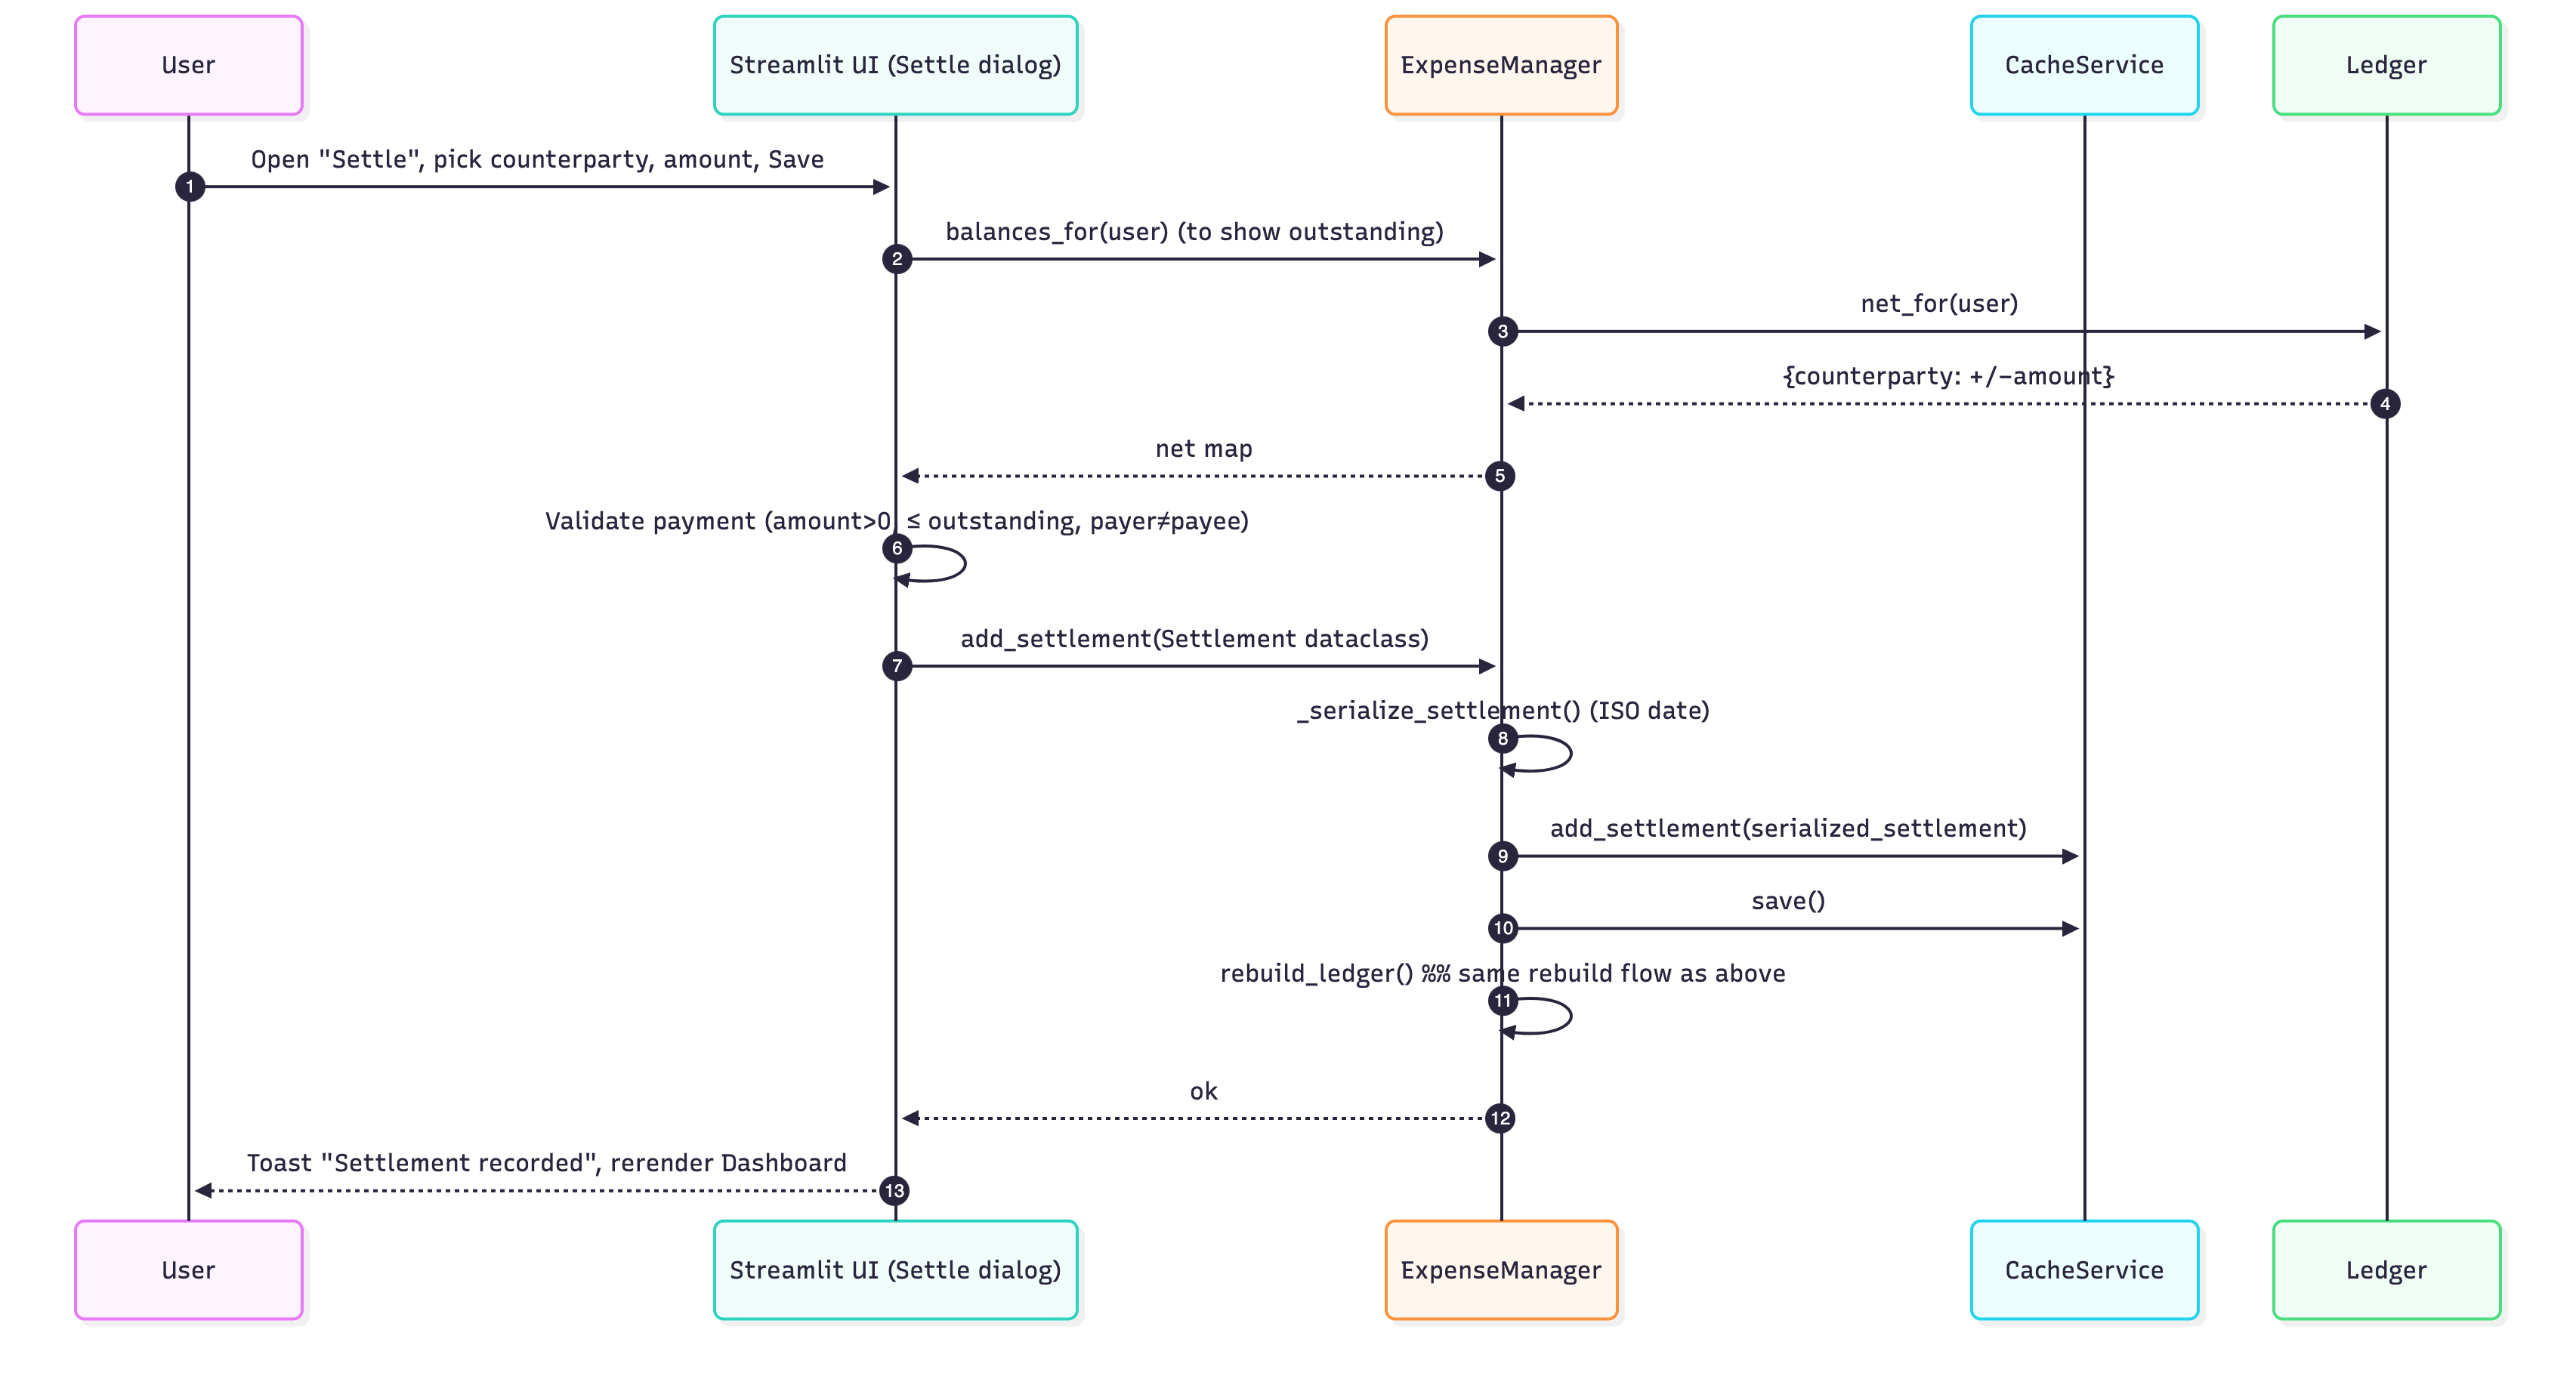 User
Streamlit UI (Settle dialog)
ExpenseManager
CacheService
Ledger
Open "Settle", pick counterparty, amount, Save
1
balances_for(user) (to show outstanding)
2
net_for(user)
3
{counterparty: +/-amount}
4
net map
5
Validate payment (amount>0, ≤ outstanding, payer≠payee)
6
add_settlement(Settlement dataclass)
7
_serialize_settlement() (ISO date)
8
add_settlement(serialized_settlement)
9
save()
10
rebuild_ledger() %% same rebuild flow as above
11
ok
12
Toast "Settlement recorded", rerender Dashboard
13
User
Streamlit UI (Settle dialog)
ExpenseManager
CacheService
Ledger